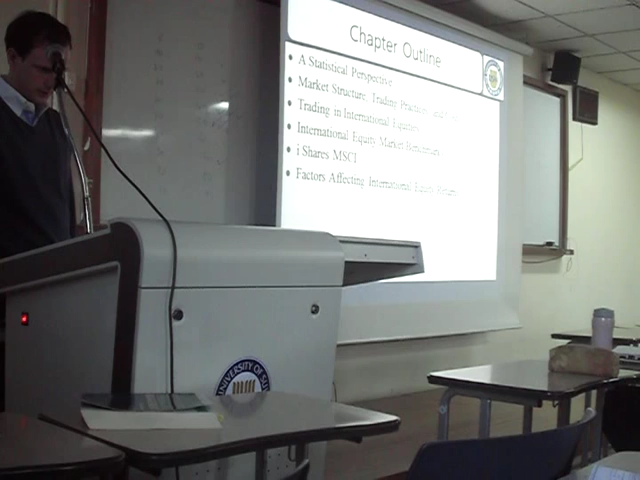 Chapter Outline
A Statistical Perspective
Market Structure, Trading Practices
Trading in International Equities
International Equity Market Benchmarks
i Shares MSCI
Factors Affecting International Equity Returns
UNIVERSITY OF